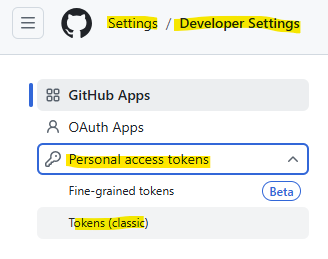 Settings / Developer Settings
GitHub Apps
OAuth Apps
Personal access tokens
Fine-grained tokens Beta
Tokens (classic)